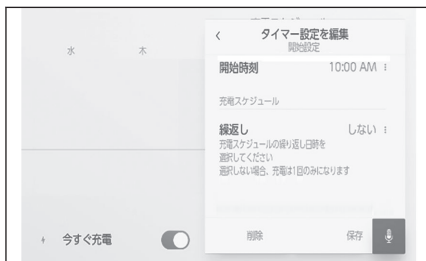 水
木
今すぐ充電
タイマー設定を編集
開始設定
開始時刻
10:00 AM
充電スケジュール
繰返し
しない
充電スケジュールの繰り返し日時を
選択してください
選択しない場合、充電は1回のみになります
削除
保存